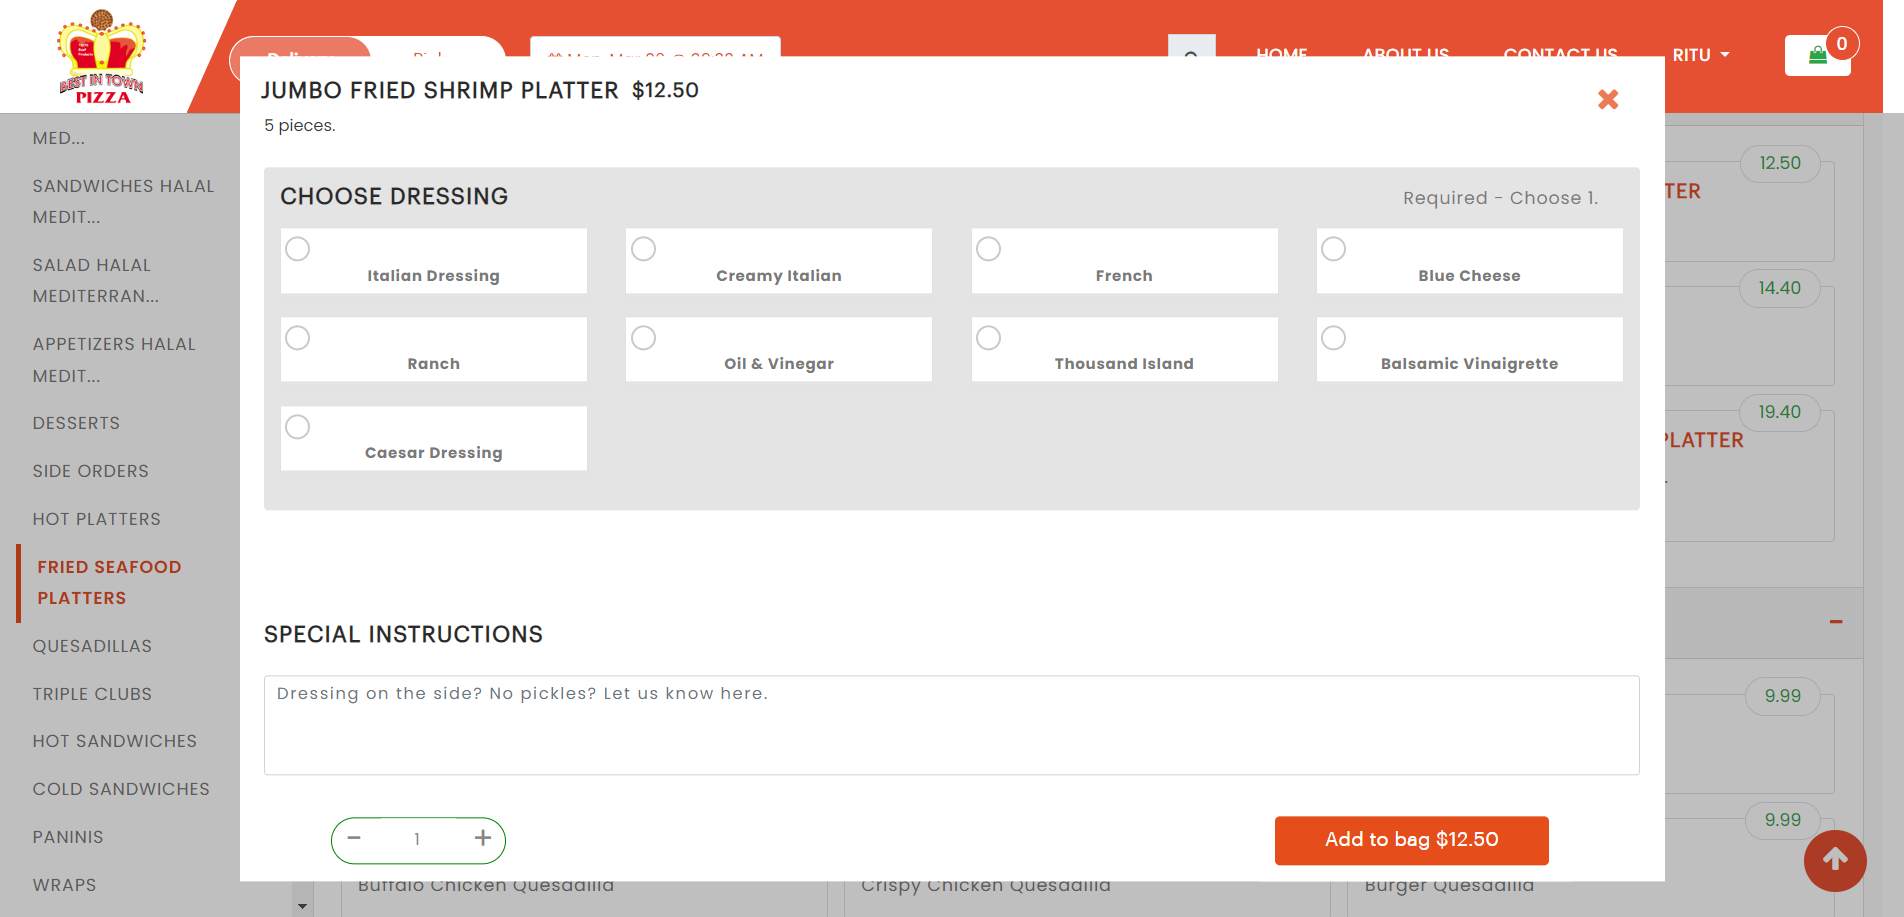 BEST IN TOWN
PIZZA
HOME
ABOUT US
CONTACT US
RITU
0
JUMBO FRIED SHRIMP PLATTER $12.50
5 pieces.
CHOOSE DRESSING
Required - Choose 1.
Italian Dressing
Creamy Italian
French
Blue Cheese
Ranch
Oil & Vinegar
Thousand Island
Balsamic Vinaigrette
Caesar Dressing
SPECIAL INSTRUCTIONS
Dressing on the side? No pickles? Let us know here.
1
Add to bag $12.50
MED...
SANDWICHES HALAL
MEDIT...
SALAD HALAL
MEDITERRAN...
APPETIZERS HALAL
MEDIT...
DESSERTS
SIDE ORDERS
HOT PLATTERS
FRIED SEAFOOD
PLATTERS
QUESADILLAS
TRIPLE CLUBS
HOT SANDWICHES
COLD SANDWICHES
PANINIS
WRAPS
12.50
TTER
14.40
19.40
PLATTER
9.99
9.99
Buffalo Chicken Quesadilla
Crispy Chicken Quesadilla
Burger Quesadilla